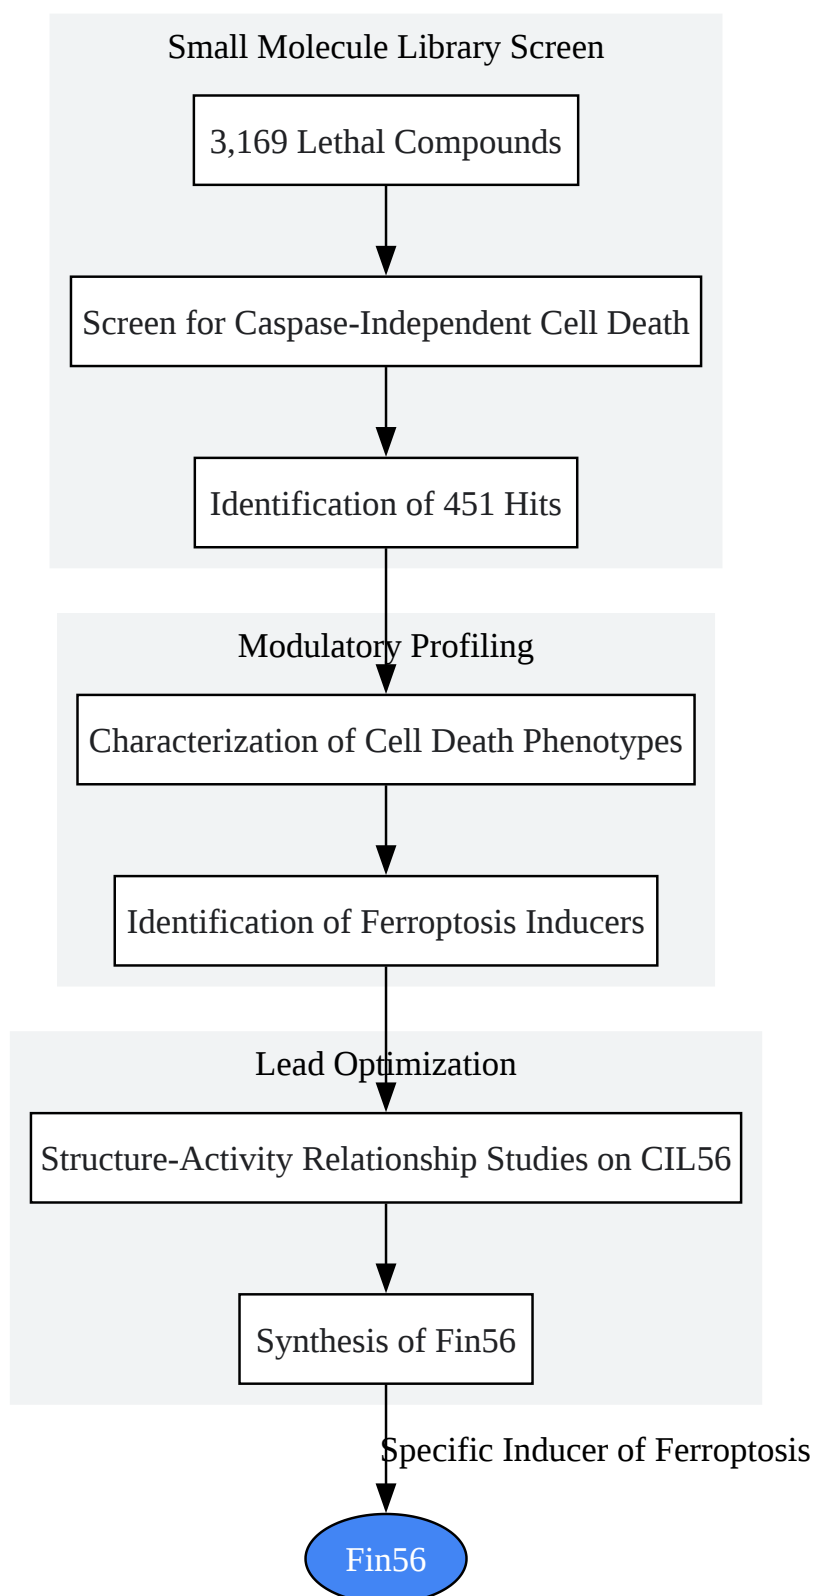 Small Molecule Library Screen
3,169 Lethal Compounds
Screen for Caspase-Independent Cell Death
Identification of 451 Hits
Modulatory Profiling
Characterization of Cell Death Phenotypes
Identification of Ferroptosis Inducers
Lead Optimization
Structure-Activity Relationship Studies on CIL56
Synthesis of Fin56
Specific Inducer of Ferroptosis
Fin56